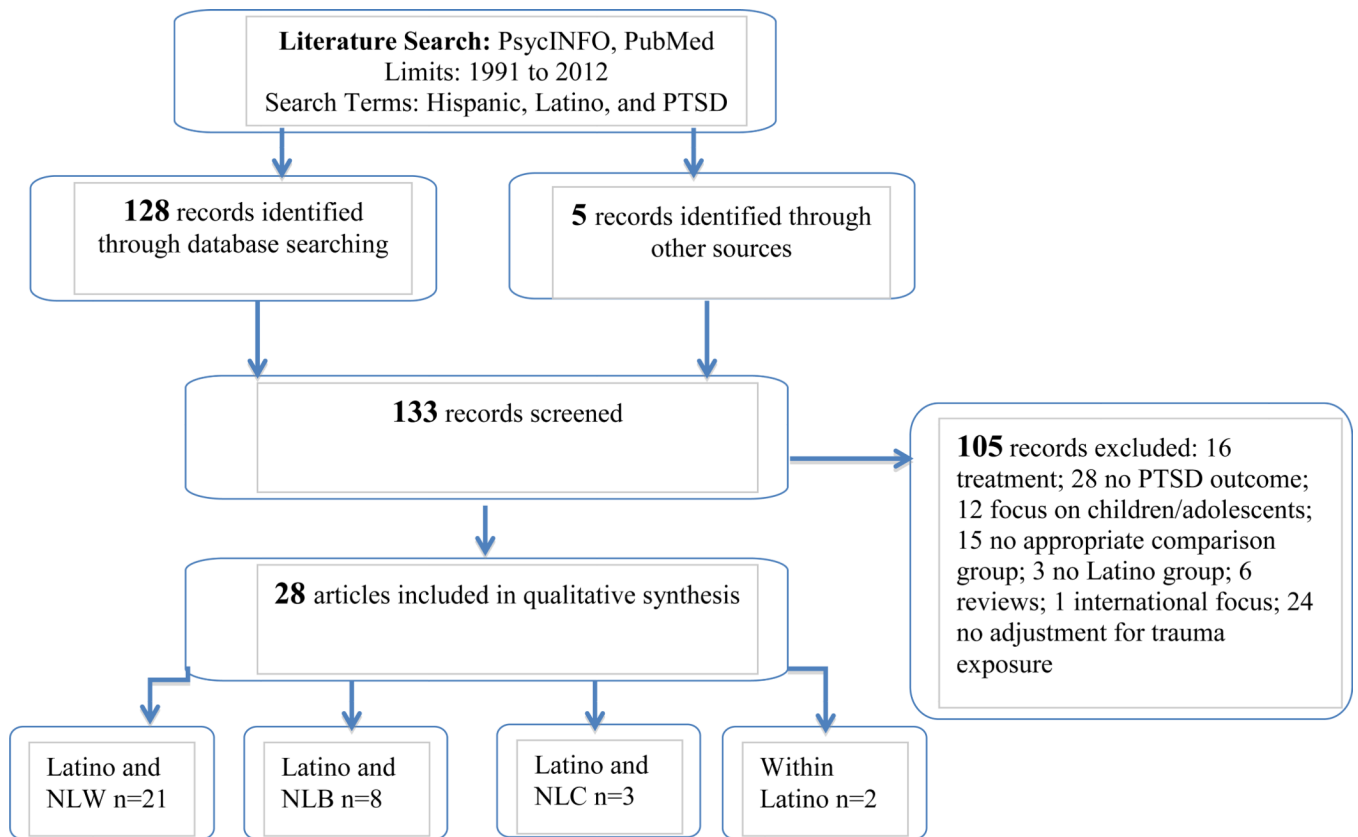 Literature Search: PsycINFO, PubMed
Limits: 1991 to 2012
Search Terms: Hispanic, Latino, and PTSD
128 records identified
through database searching
5 records identified through
other sources
133 records screened
105 records excluded: 16
treatment; 28 no PTSD outcome;
12 focus on children/adolescents;
15 no appropriate comparison
group; 3 no Latino group; 6
reviews; 1 international focus; 24
no adjustment for trauma
exposure
28 articles included in qualitative synthesis
Latino and
NLW n=21
Latino and
NLB n=8
Latino and
NLC n=3
Within
Latino n=2